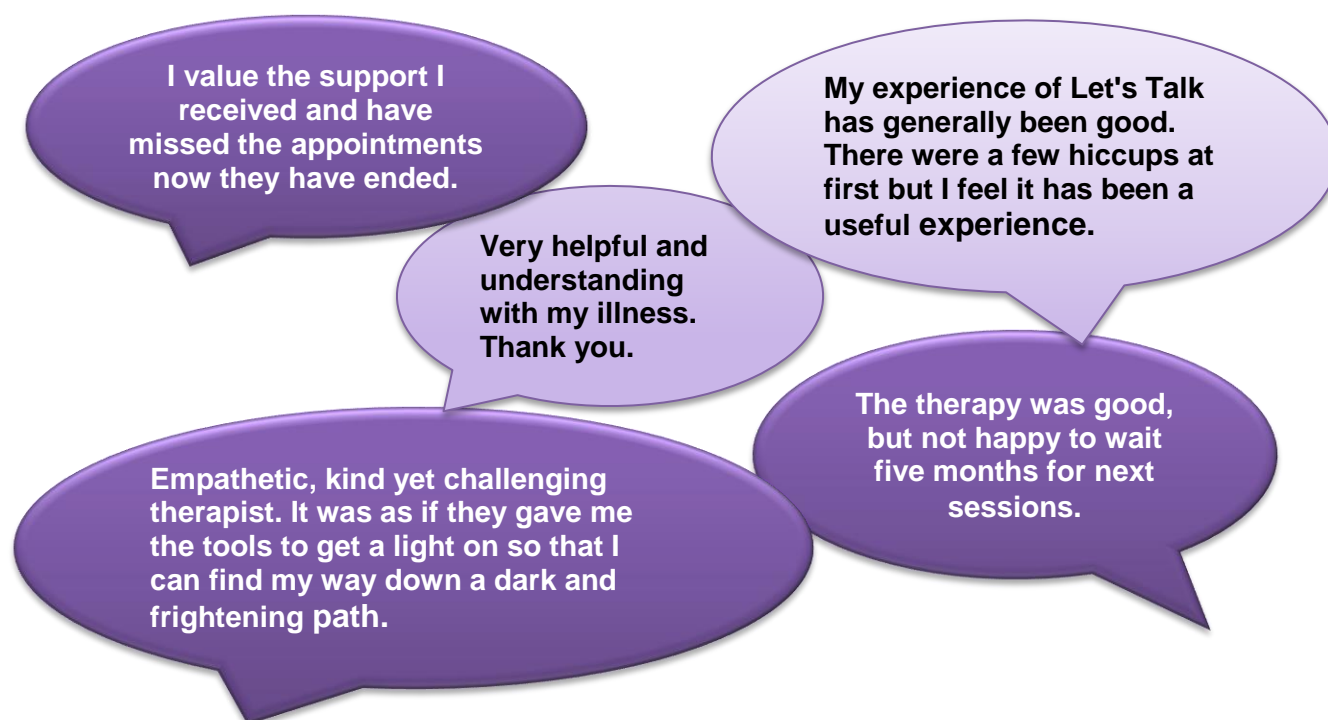 I value the support I
received and have
missed the appointments
now they have ended.
My experience of Let's Talk
has generally been good.
There were a few hiccups at
first but I feel it has been a
useful experience.
Very helpful and
understanding
with my illness.
Thank you.
The therapy was good,
but not happy to wait
five months for next
sessions.
Empathetic, kind yet challenging
therapist. It was as if they gave me
the tools to get a light on so that I
can find my way down a dark and
frightening path.